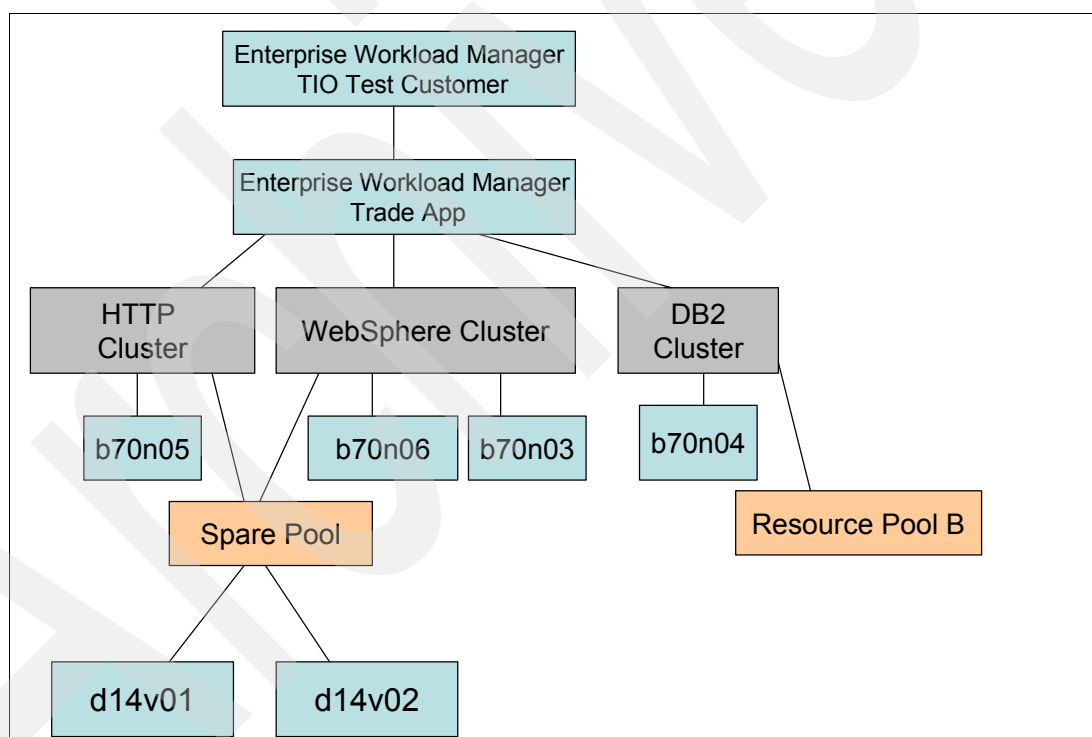 Enterprise Workload Manager
TIO Test Customer
Enterprise Workload Manager
Trade App
HTTP
Cluster
WebSphere Cluster
DB2
Cluster
b70n05
b70n06
b70n03
b70n04
Spare Pool
Resource Pool B
d14v01
d14v02